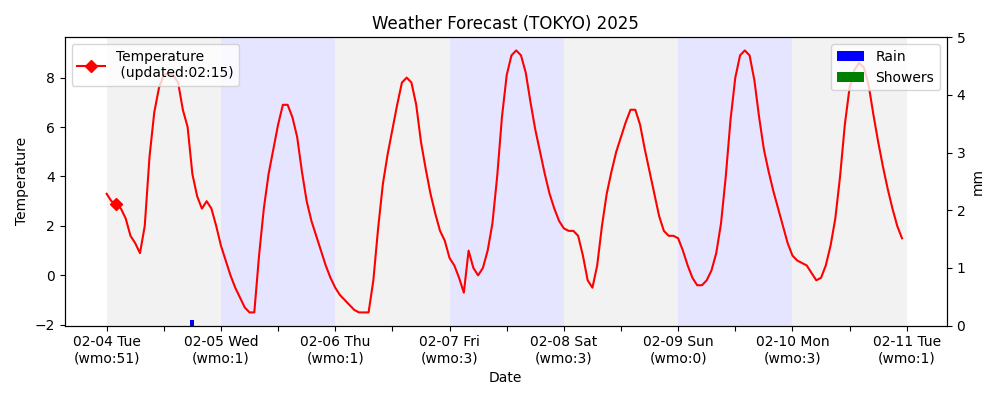 Weather Forecast (TOKYO) 2025
Temperature
(updated:02:15)
Rain
Showers
Temperature
8
6
4
2
0
−2
5
4
3
2
1
0
mm
02-04 Tue
(wmo:51)
02-05 Wed
(wmo:1)
02-06 Thu
(wmo:1)
02-07 Fri
(wmo:3)
02-08 Sat
(wmo:3)
02-09 Sun
(wmo:0)
02-10 Mon
(wmo:3)
02-11 Tue
(wmo:1)
Date